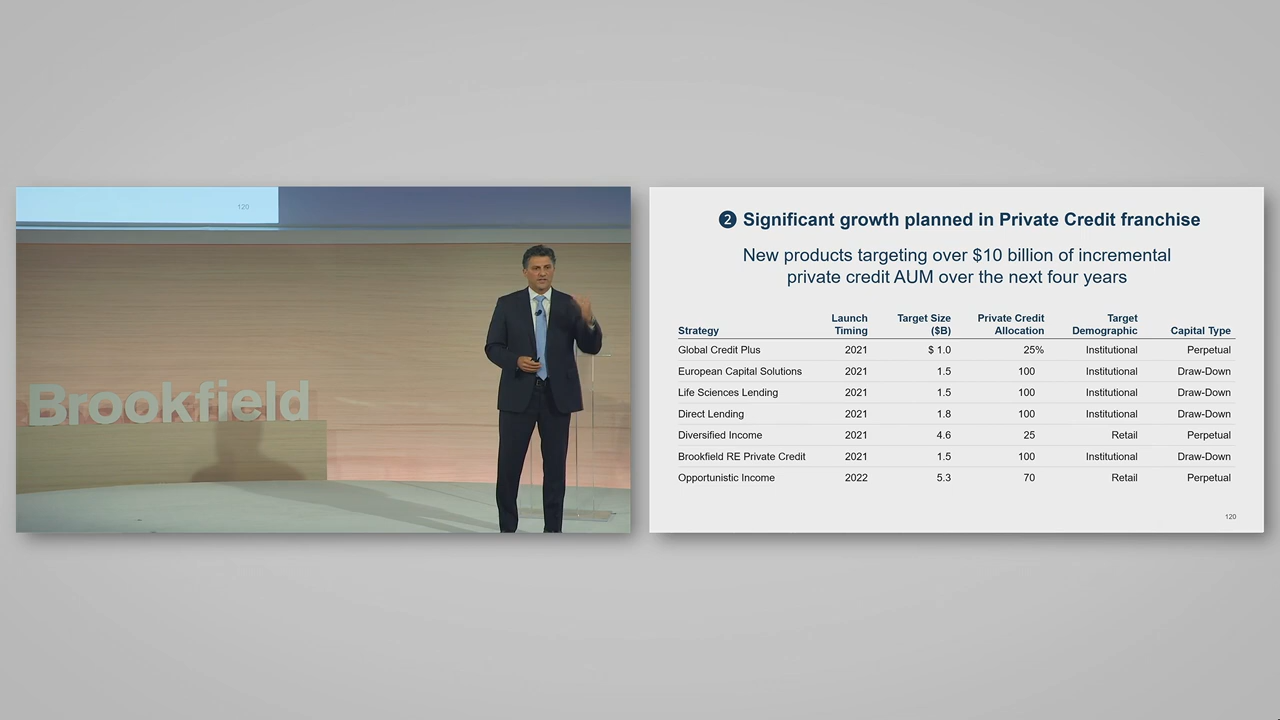 120
Brookfield
2 Significant growth planned in Private Credit franchise
New products targeting over $10 billion of incremental
private credit AUM over the next four years
Strategy Launch Timing Target Size ($B) Private Credit Allocation Target Demographic Capital Type
Global Credit Plus 2021 $ 1.0 25% Institutional Perpetual
European Capital Solutions 2021 1.5 100 Institutional Draw-Down
Life Sciences Lending 2021 1.5 100 Institutional Draw-Down
Direct Lending 2021 1.8 100 Institutional Draw-Down
Diversified Income 2021 4.6 25 Retail Perpetual
Brookfield RE Private Credit 2021 1.5 100 Institutional Draw-Down
Opportunistic Income 2022 5.3 70 Retail Perpetual
120